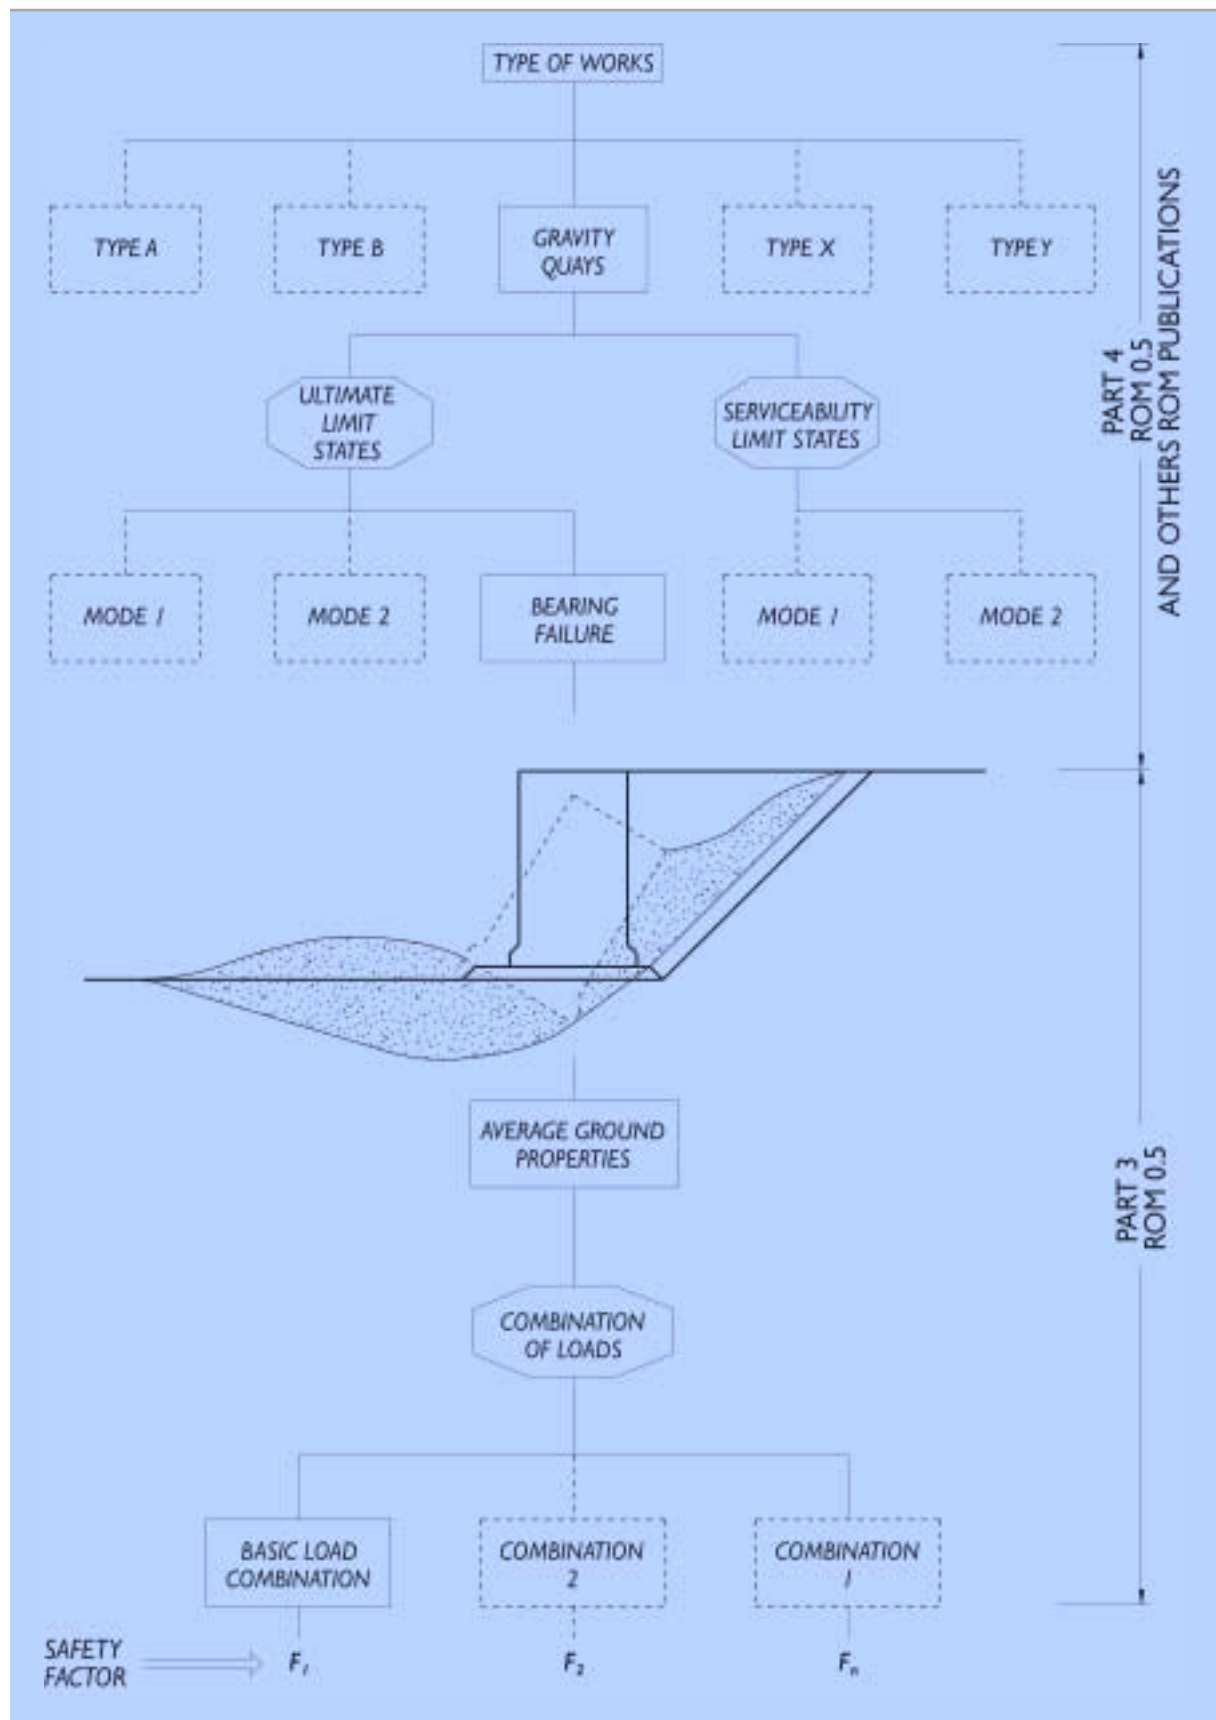 TYPE OF WORKS
TYPE A
TYPE B
GRAVITY
QUAYS
TYPE X
TYPE Y
ULTIMATE
LIMIT
STATES
SERVICEABILITY
LIMIT STATES
MODE 1
MODE 2
BEARING
FAILURE
MODE 1
MODE 2
PART 4
ROM 0.5
AND OTHERS ROM PUBLICATIONS
AVERAGE GROUND
PROPERTIES
COMBINATION
OF LOADS
PART 3
ROM 0.5
BASIC LOAD
COMBINATION
COMBINATION
2
COMBINATION
1
SAFETY
FACTOR
F1
F2
Fn